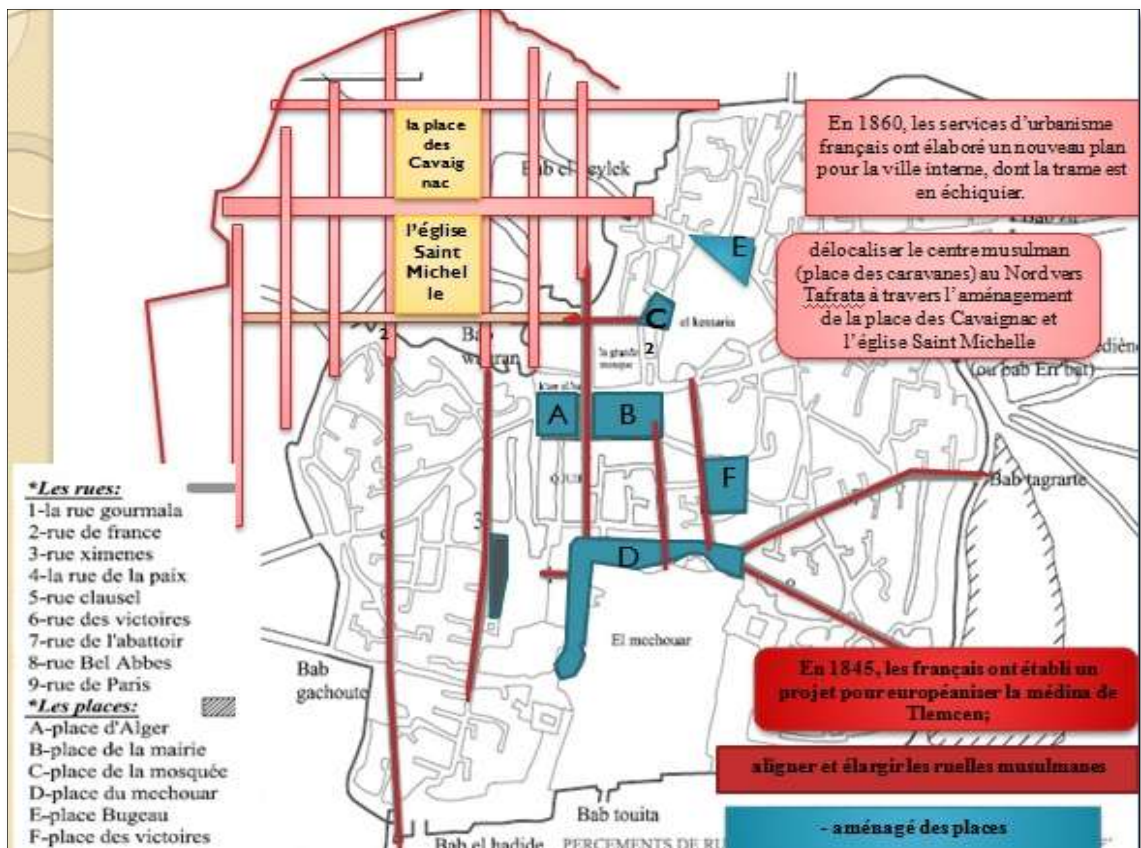 la place
des
Cavaig
nac
l'église
Saint
Michel
le
En 1860, les services d'urbanisme
français ont élaboré un nouveau plan
pour la ville interne, dont la trame est
en échiquier.
délocaliser le centre musulman
(place des caravanes) au Nord vers
Tafrata à travers l'aménagement
de la place des Cavaignac et
l'église Saint Michelle
(ou bab Err bat)
E
C
el kessaria
2
2
la grande
mosque
A
B
F
Bab tagrarte
3
D
El mechouar
9
Bab
gachoute
*Les rues:
1-la rue gourmala
2-rue de france
3-rue ximenes
4-la rue de la paix
5-rue clausel
6-rue des victoires
7-rue de l'abattoir
8-rue Bel Abbes
9-rue de Paris
*Les places:
A-place d'Alger
B-place de la mairie
C-place de la mosquée
D-place du mechouar
E-place Bugeau
F-place des victoires
En 1845, les français ont établi un
projet pour européaniser la médina de
Tlemcen;
aligner et élargir les ruelles musulmanes
- aménagé des places
Bab touita
Bab el hadide
PERCEMENTS DE